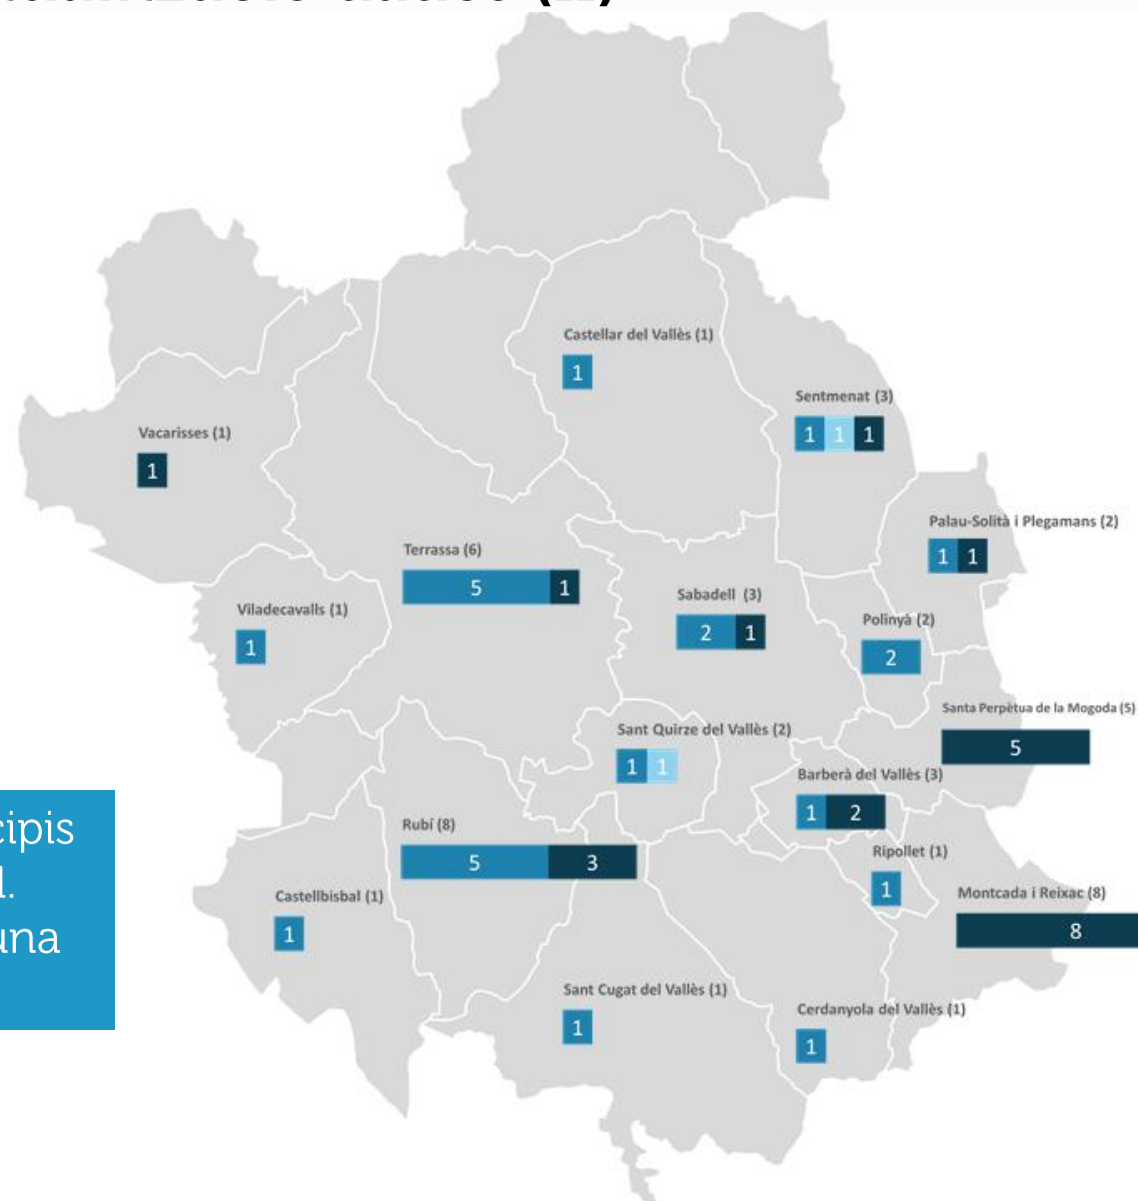 Castellar del Vallès (1)
1
Sentmenat (3)
1 1 1
Vacarisses (1)
1
Palau-Solità i Plegamans (2)
1 1
Terrassa (6)
5 1
Sabadell (3)
2 1
Viladecavalls (1)
1
Polinyà (2)
2
Santa Perpètua de la Mogoda (5)
5
Sant Quirze del Vallès (2)
1 1
Barberà del Vallès (3)
1 2
Rubí (8)
5 3
Ripollet (1)
1
Castellbisbal (1)
1
Montcada i Reixac (8)
8
Sant Cugat del Vallès (1)
1
Cerdanyola del Vallès (1)
1
cipis
una